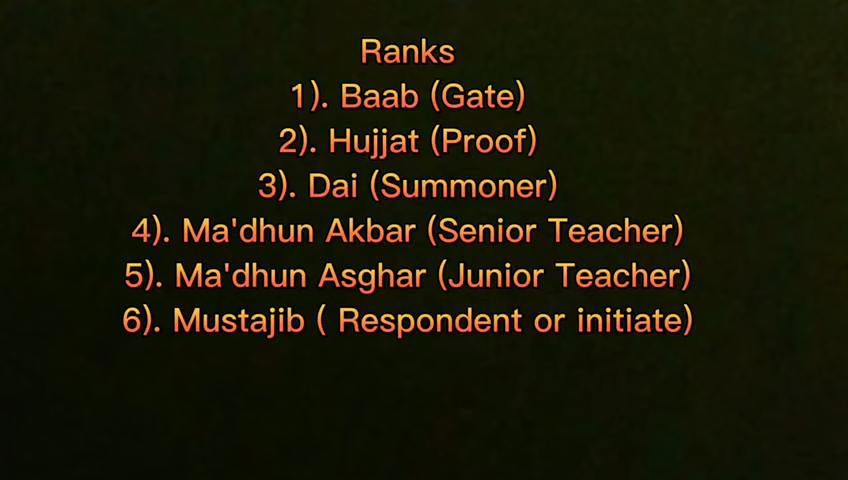 Ranks
1). Baab (Gate)
2). Hujjat (Proof)
3). Dai (Summoner)
4). Ma'dhun Akbar (Senior Teacher)
5). Ma'dhun Asghar (Junior Teacher)
6). Mustajib ( Respondent or initiate)